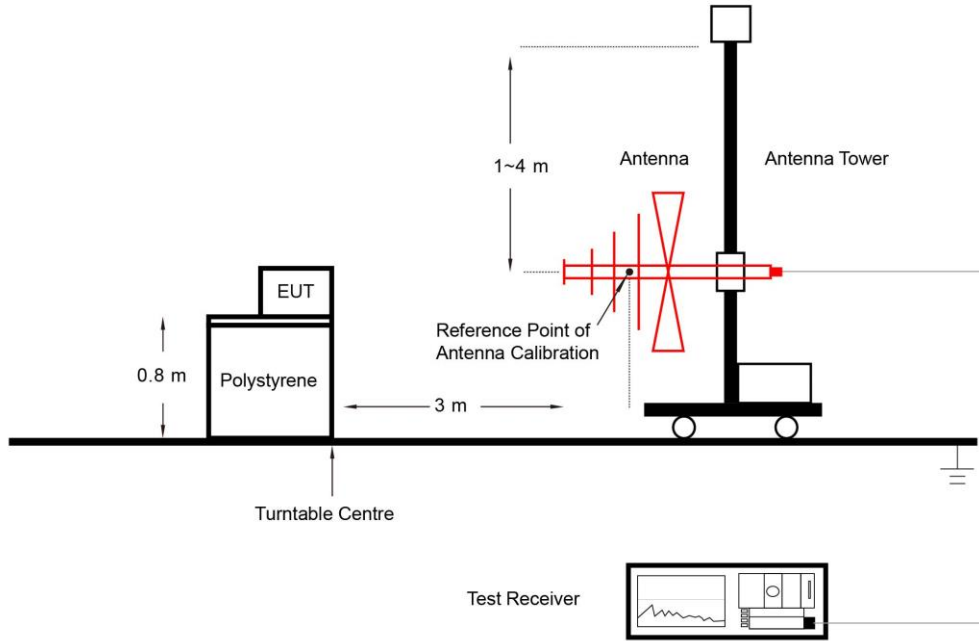 Antenna
Antenna Tower
1~4 m
EUT
Reference Point of
Antenna Calibration
0.8 m
Polystyrene
3 m
Turntable Centre
Test Receiver